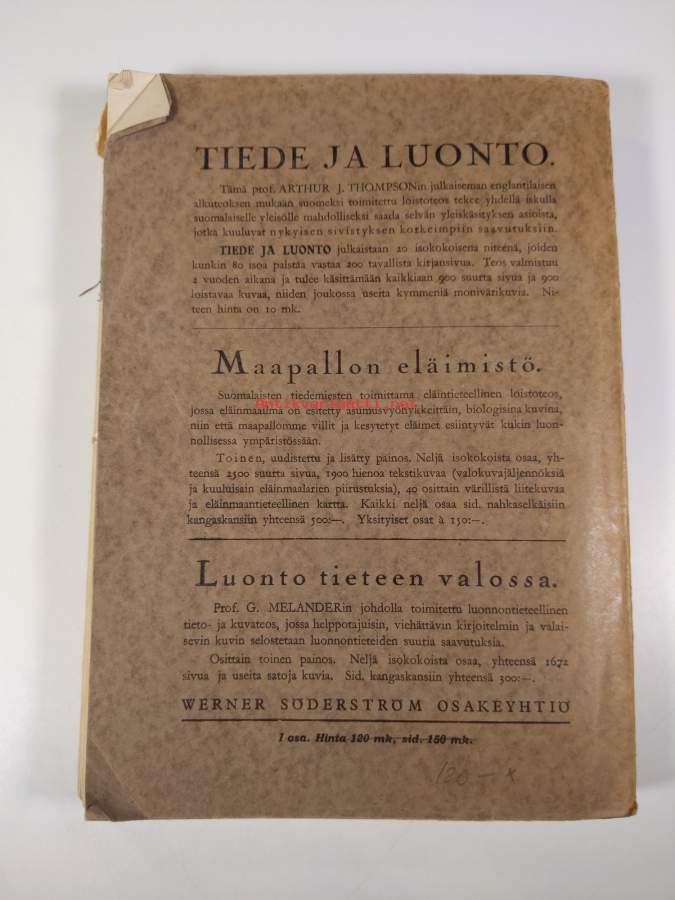 TIEDE JA LUONTO.
Tämä prof. ARTHUR J. THOMPSONin julkaiseman englantilaisen
alkuteoksen mukaan suomeksi toimitettu loistoteos tekee yhdellä iskulla
suomalaiselle yleisölle mahdolliseksi saada selvän yleiskäsityksen asioista,
jotka kuuluvat nykyisen sivistyksen korkeimpiin saavutuksiin.
TIEDE JA LUONTO julkaistaan 20 isokokoisena niteenä, joiden
kunkin 80 isoa palstaa vastaa 200 tavallista kirjansivua. Teos valmistuu
2 vuoden aikana ja tulee käsittämään kaikkiaan 900 suurta sivua ja 900
loistavaa kuvaa, niiden joukossa useita kymmeniä monivärikuvia. Ni-
teen hinta on 10 mk.
Maapallon eläimistö.
Suomalaisten tiedemiesten toimittama eläintieteellinen loistoteos,
antikvariaatti.net
jossa eläinmaailma on esitetty asumusvyöhykkeittäin, biologisina kuvina,
niin että maapallomme villit ja kesytetyt eläimet esiintyvät kukin luon-
nollisessa ympäristössään.
Toinen, uudistettu ja lisätty painos. Neljä isokokoista osaa, yh-
teensä 2500 suurta sivua, 1900 hienoa tekstikuvaa (valokuvajäljennöksiä
ja kuuluisain eläinmaalarien piirustuksia), 40 osittain värillistä liitekuvaa
ja eläinmaantieteellinen kartta. Kaikki neljä osaa sid. nahkaselkäisiin
kangaskansiin yhteensä 500:—. Yksityiset osat à 150:—.
Luonto tieteen valossa.
Prof. G. MELANDERin johdolla toimitettu luonnontieteellinen
tieto- ja kuvateos, jossa helppotajuisin, viehättävin kirjoitelmin ja valai-
sevin kuvin selostetaan luonnontieteiden suuria saavutuksia.
Osittain toinen painos. Neljä isokokoista osaa, yhteensä 1672
sivua ja useita satoja kuvia. Sid. kangaskansiin yhteensä 300:—.
WERNER SÖDERSTRÖM OSAKEYHTIÖ
I osa. Hinta 120 mk, sid. 150 mk.
120 — x